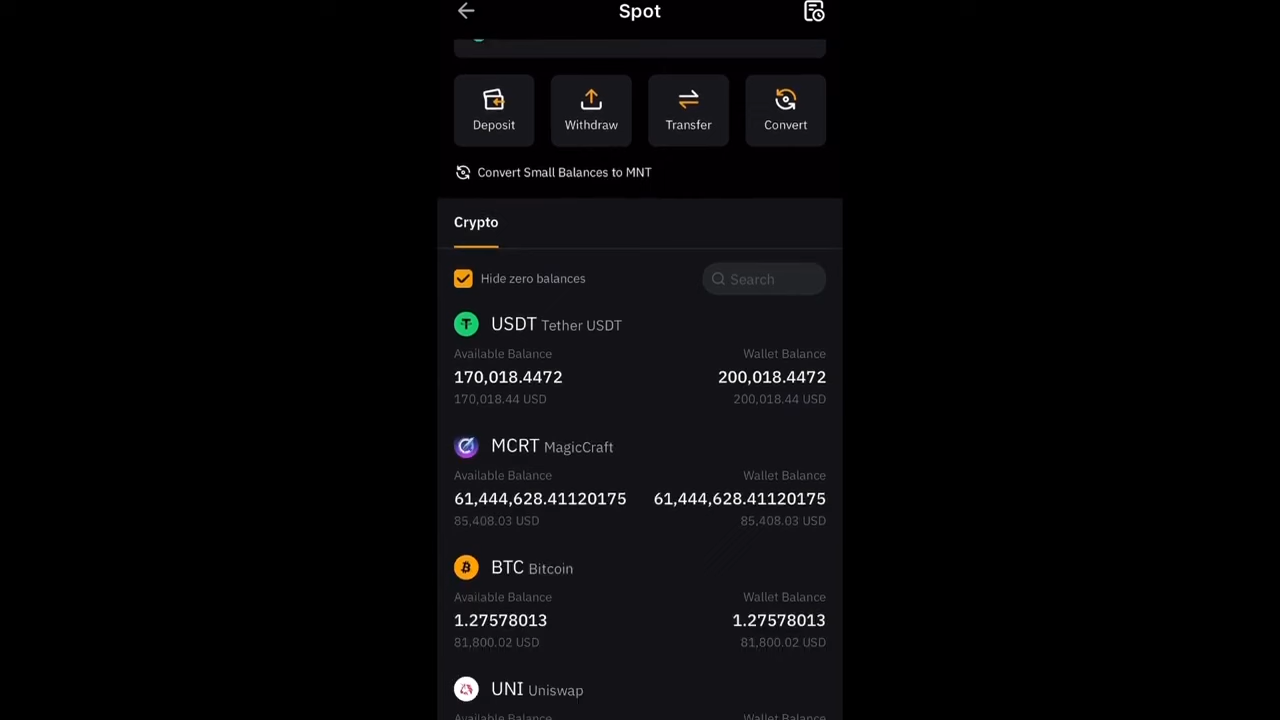 Spot
Deposit Withdraw Transfer Convert
Convert Small Balances to MNT
Crypto
Hide zero balances Search
USDT Tether USDT
Available Balance Wallet Balance
170,018.4472 200,018.4472
170,018.44 USD 200,018.44 USD
MCRT MagicCraft
Available Balance Wallet Balance
61,444,628.41120175 61,444,628.41120175
85,408.03 USD 85,408.03 USD
BTC Bitcoin
Available Balance Wallet Balance
1.27578013 1.27578013
81,800.02 USD 81,800.02 USD
UNI Uniswap
Available Balance Wallet Balance